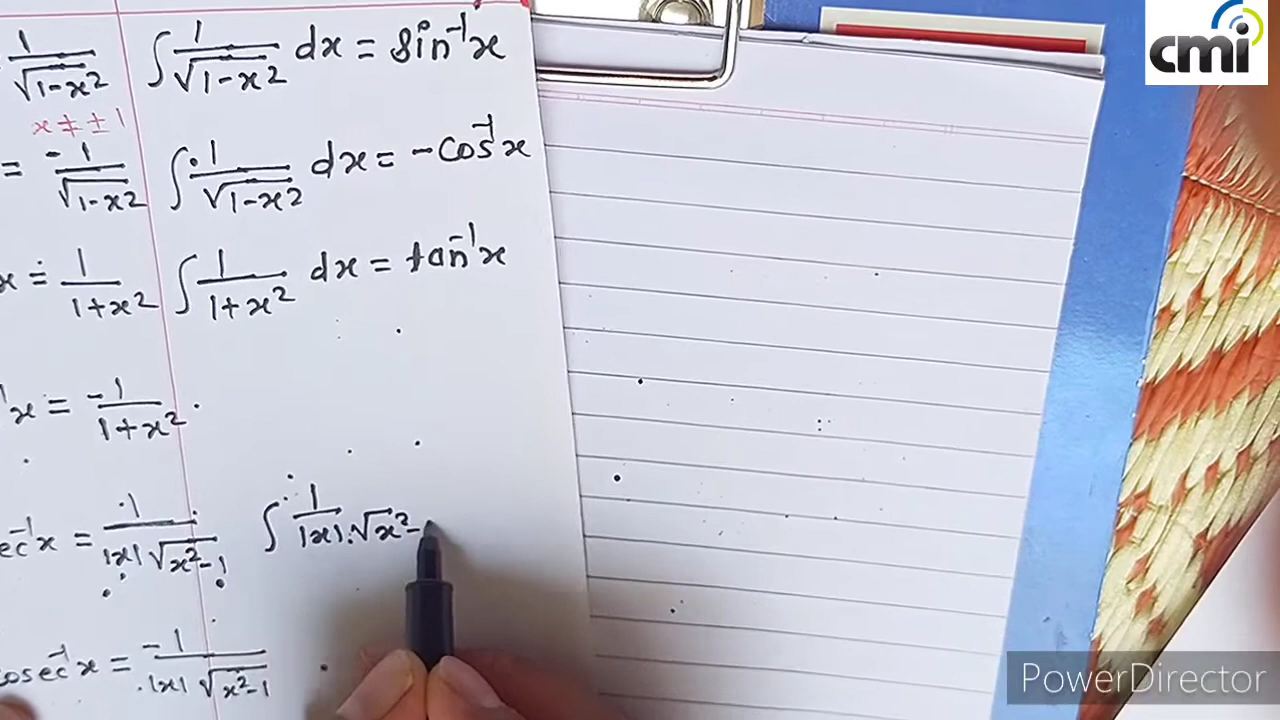 1/√1-x² ∫ 1/√1-x² dx = sin⁻¹x
x ≠ ± 1
= -1/√1-x² ∫ 1/√1-x² dx = -cos⁻¹x
x = 1/1+x² ∫ 1/1+x² dx = tan⁻¹x
⁻¹x = -1/1+x²
ec⁻¹x = 1/|x|√x²-1 ∫ 1/|x|.√x²-
cosec⁻¹x = -1/|x|√x²-1
cmi
PowerDirector